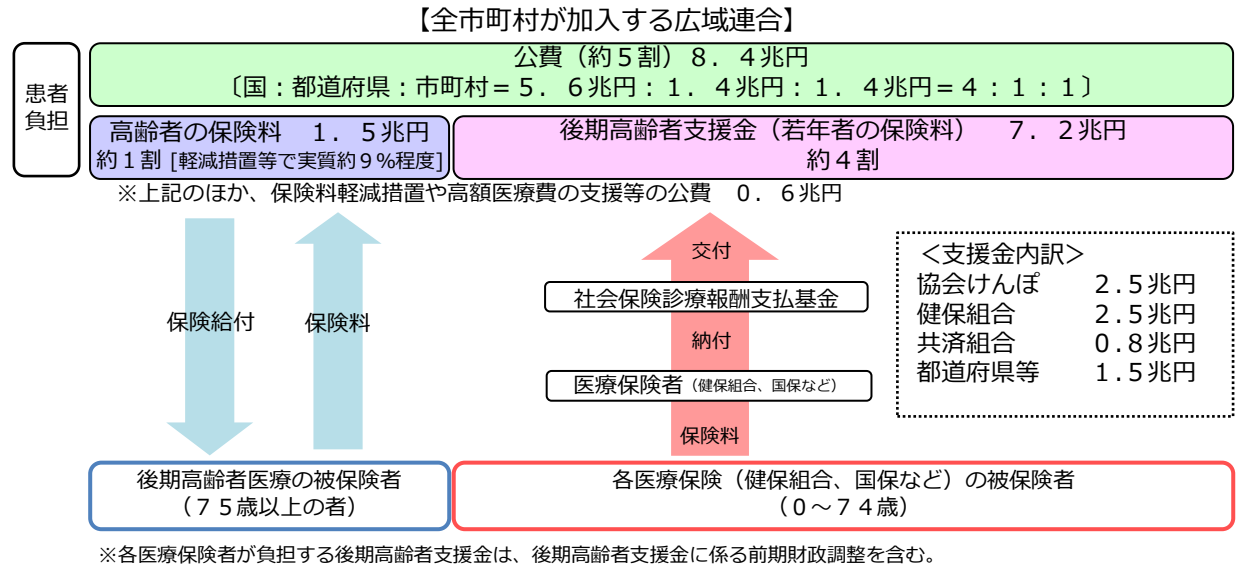 【全市町村が加入する広域連合】
患者
負担
公費（約５割）８．４兆円
〔国：都道府県：市町村＝５．６兆円：１．４兆円：１．４兆円＝４：１：１〕
高齢者の保険料　１．５兆円
約１割 [軽減措置等で実質約９％程度]
後期高齢者支援金（若年者の保険料）　７．２兆円
約４割
※上記のほか、保険料軽減措置や高額医療費の支援等の公費　０．６兆円
保険給付
保険料
交付
社会保険診療報酬支払基金
納付
医療保険者（健保組合、国保など）
保険料
＜支援金内訳＞
協会けんぽ　２.５兆円
健保組合　２.５兆円
共済組合　０.８兆円
都道府県等　１.５兆円
後期高齢者医療の被保険者
（７５歳以上の者）
各医療保険（健保組合、国保など）の被保険者
（０～７４歳）
※各医療保険者が負担する後期高齢者支援金は、後期高齢者支援金に係る前期財政調整を含む。